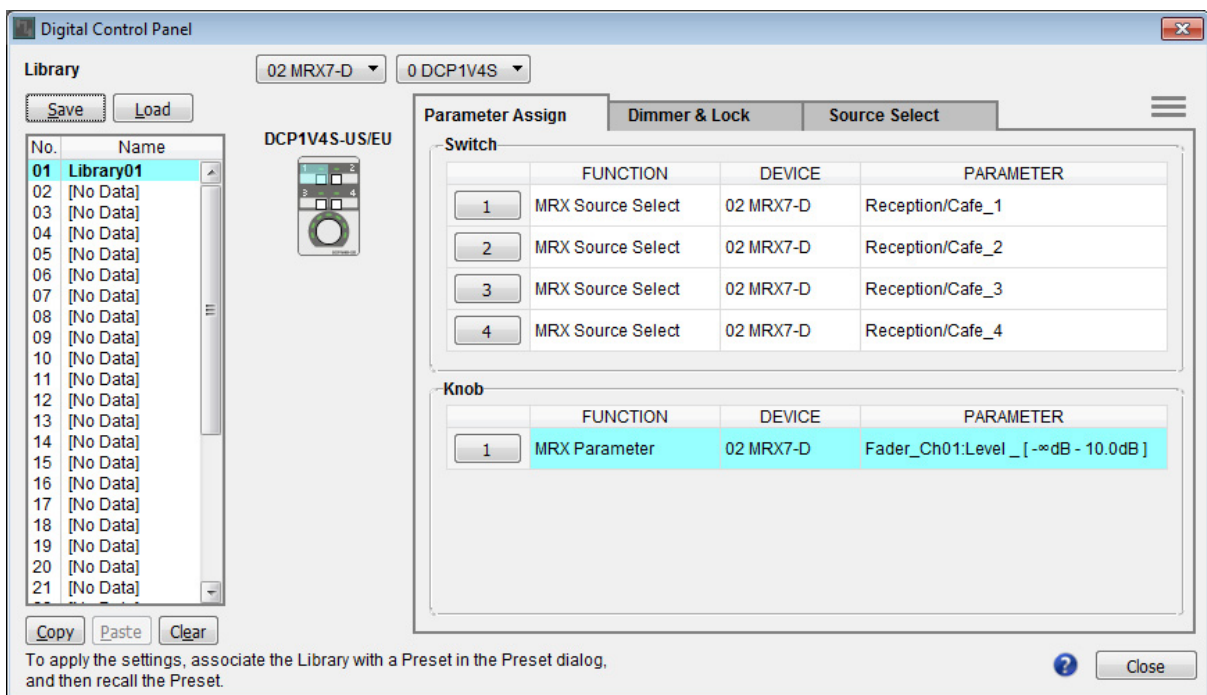 Digital Control Panel
Library
02 MRX7-D
0 DCP1V4S
Save
Load
Parameter Assign
Dimmer & Lock
Source Select
DCP1V4S-US/EU
No. Name
01 Library01
02 [No Data]
03 [No Data]
04 [No Data]
05 [No Data]
06 [No Data]
07 [No Data]
08 [No Data]
09 [No Data]
10 [No Data]
11 [No Data]
12 [No Data]
13 [No Data]
14 [No Data]
15 [No Data]
16 [No Data]
17 [No Data]
18 [No Data]
19 [No Data]
20 [No Data]
21 [No Data]
1 2
3 4
Switch
FUNCTION DEVICE PARAMETER
1 MRX Source Select 02 MRX7-D Reception/Cafe_1
2 MRX Source Select 02 MRX7-D Reception/Cafe_2
3 MRX Source Select 02 MRX7-D Reception/Cafe_3
4 MRX Source Select 02 MRX7-D Reception/Cafe_4
Knob
FUNCTION DEVICE PARAMETER
1 MRX Parameter 02 MRX7-D Fader_Ch01:Level _ [ -∞dB - 10.0dB ]
Copy
Paste
Clear
To apply the settings, associate the Library with a Preset in the Preset dialog,
and then recall the Preset.
?
Close